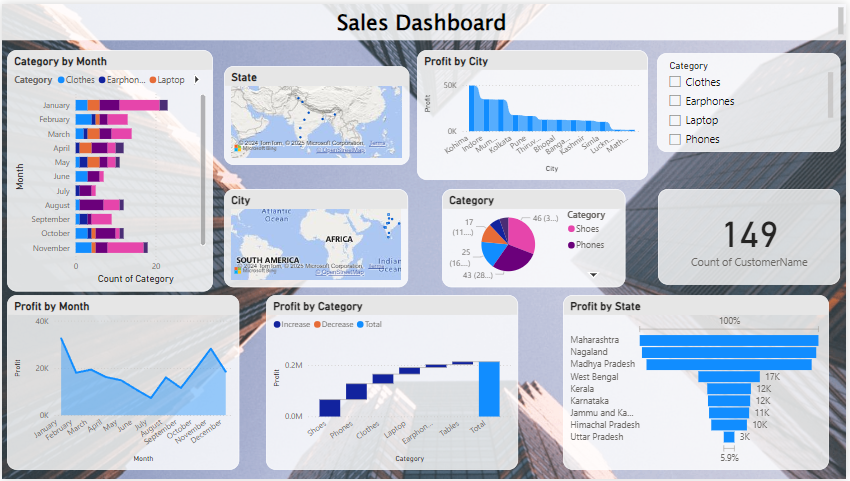 Sales Dashboard
Category by Month
Category Clothes Earphon... Laptop
Month
January
February
March
April
May
June
July
August
September
October
November
0 20
Count of Category
State
© 2024 TomTom, © 2025 Microsoft Corporation, Terms
© OpenStreetMap
Microsoft Bing
Profit by City
Profit
50K
0K
Kohima
Indore
Mum...
Kolkata
Pune
Thiruv...
Bhopal
Banga...
Kashmir
Simla
Luckn...
Math...
City
Category
Clothes
Earphones
Laptop
Phones
City
Atlantic
Ocean
AFRICA
SOUTH AMERICA
Indian
Microsoft Bing
© 2024 TomTom, © 2025 Microsoft Corporation, Terms
© OpenStreetMap
Category
17
(11....)
25
(16....)
43 (28...)
46 (3...)
Category
Shoes
Phones
149
Count of CustomerName
Profit by Month
Profit
40K
20K
0K
January
February
March
April
May
June
July
August
September
October
November
December
Month
Profit by Category
Increase Decrease Total
Profit
0.2M
0.0M
Shoes
Phones
Clothes
Laptop
Earphon...
Tables
Total
Category
Profit by State
100%
Maharashtra
Nagaland
Madhya Pradesh
West Bengal 17K
Kerala 12K
Karnataka 12K
Jammu and Ka... 11K
Himachal Pradesh 10K
Uttar Pradesh 3K
5.9%